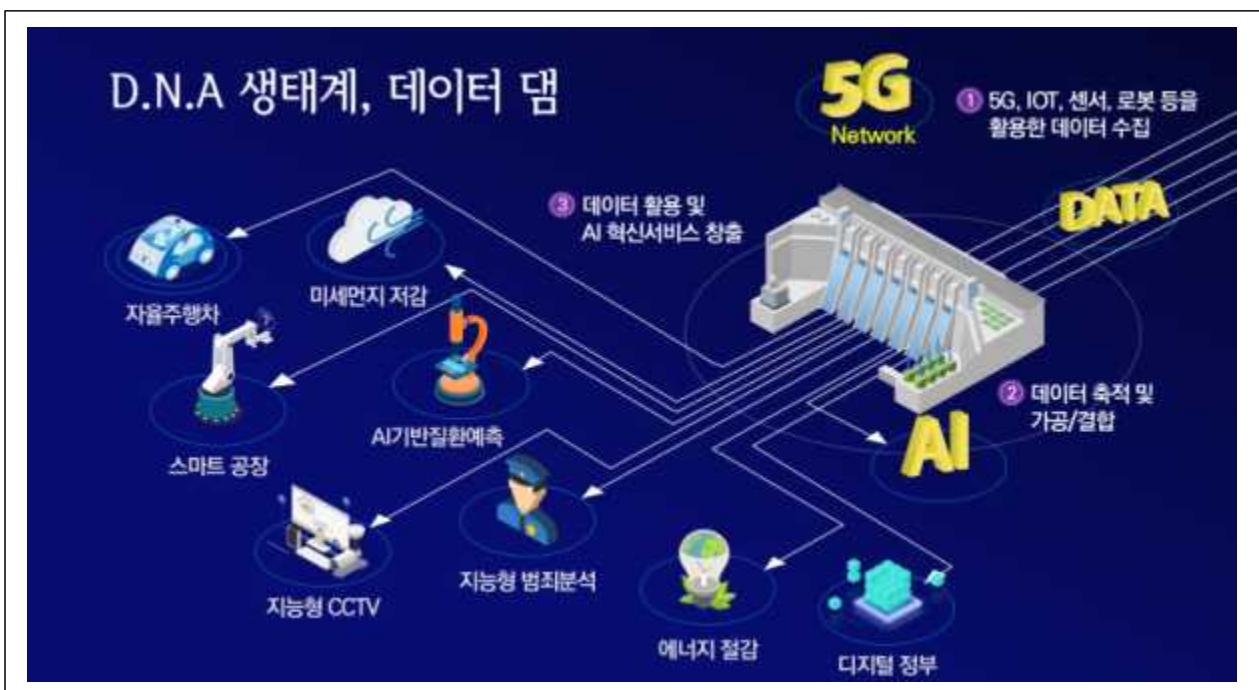 D.N.A 생태계, 데이터 댐
5G
Network
① 5G, IOT, 센서, 로봇 등을
활용한 데이터 수집
DATA
③ 데이터 활용 및
AI 혁신서비스 창출
② 데이터 축적 및
가공/결합
AI
자율주행차
미세먼지 저감
스마트 공장
AI기반질환예측
지능형 CCTV
지능형 범죄분석
에너지 절감
디지털 정부